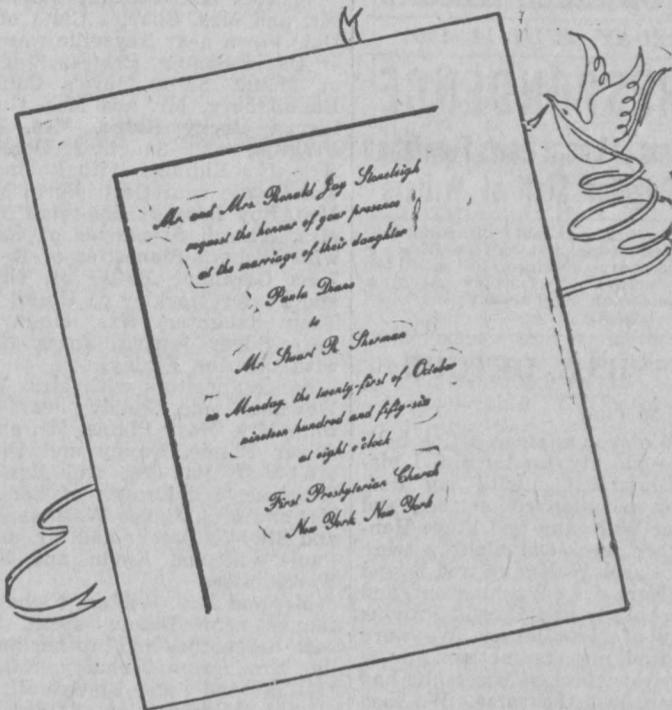 Mr. and Mrs. Ronald Jay Stoneleigh
request the honour of your presence
at the marriage of their daughter
Paula Diane
to
Mr. Stuart R. Sherman
on Monday, the twenty-first of October
nineteen hundred and fifty-six
at eight o'clock
First Presbyterian Church
New York New York